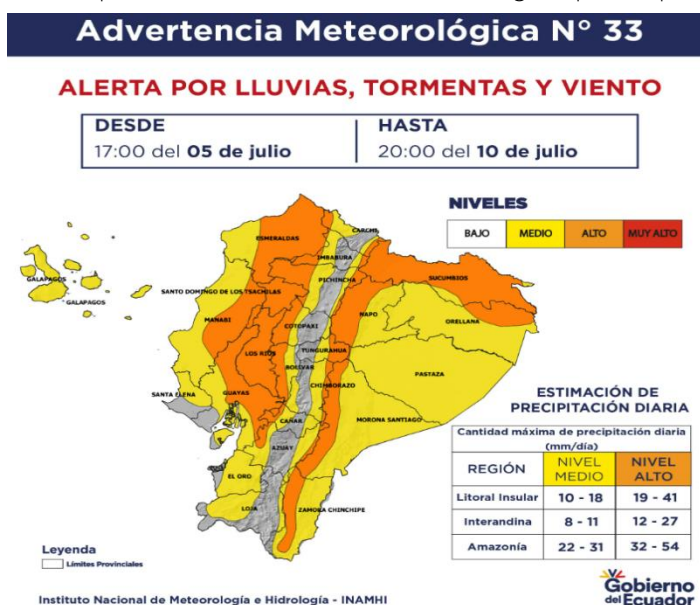 Advertencia Meteorológica N° 33
ALERTA POR LLUVIAS, TORMENTAS Y VIENTO
DESDE
17:00 del 05 de julio
HASTA
20:00 del 10 de julio
NIVELES
BAJO MEDIO ALTO MUY ALTO
CARCHI
ESMERALDAS
IMBABURA
PICHINCHA
SUCUMBIOS
GALAPAGOS
GALAPAGOS
SANTO DOMINGO DE LOS TSACHILAS
NAPO
ORELLANA
MANABI
COTOPAXI
LOS RIOS
TUNGURAHUA
BOLIVAR
PASTAZA
CHIMBORAZO
SANTA ELENA
GUAYAS
CAÑAR
MORONA SANTIAGO
AZUAY
EL ORO
LOJA
ZAMORA CHINCHIPE
ESTIMACIÓN DE
PRECIPITACIÓN DIARIA
Cantidad máxima de precipitación diaria
(mm/día)
REGIÓN NIVEL MEDIO NIVEL ALTO
Litoral Insular 10 - 18 19 - 41
Interandina 8 - 11 12 - 27
Amazonía 22 - 31 32 - 54
Leyenda
Límites Provinciales
Instituto Nacional de Meteorología e Hidrología - INAMHI
Gobierno
del Ecuador